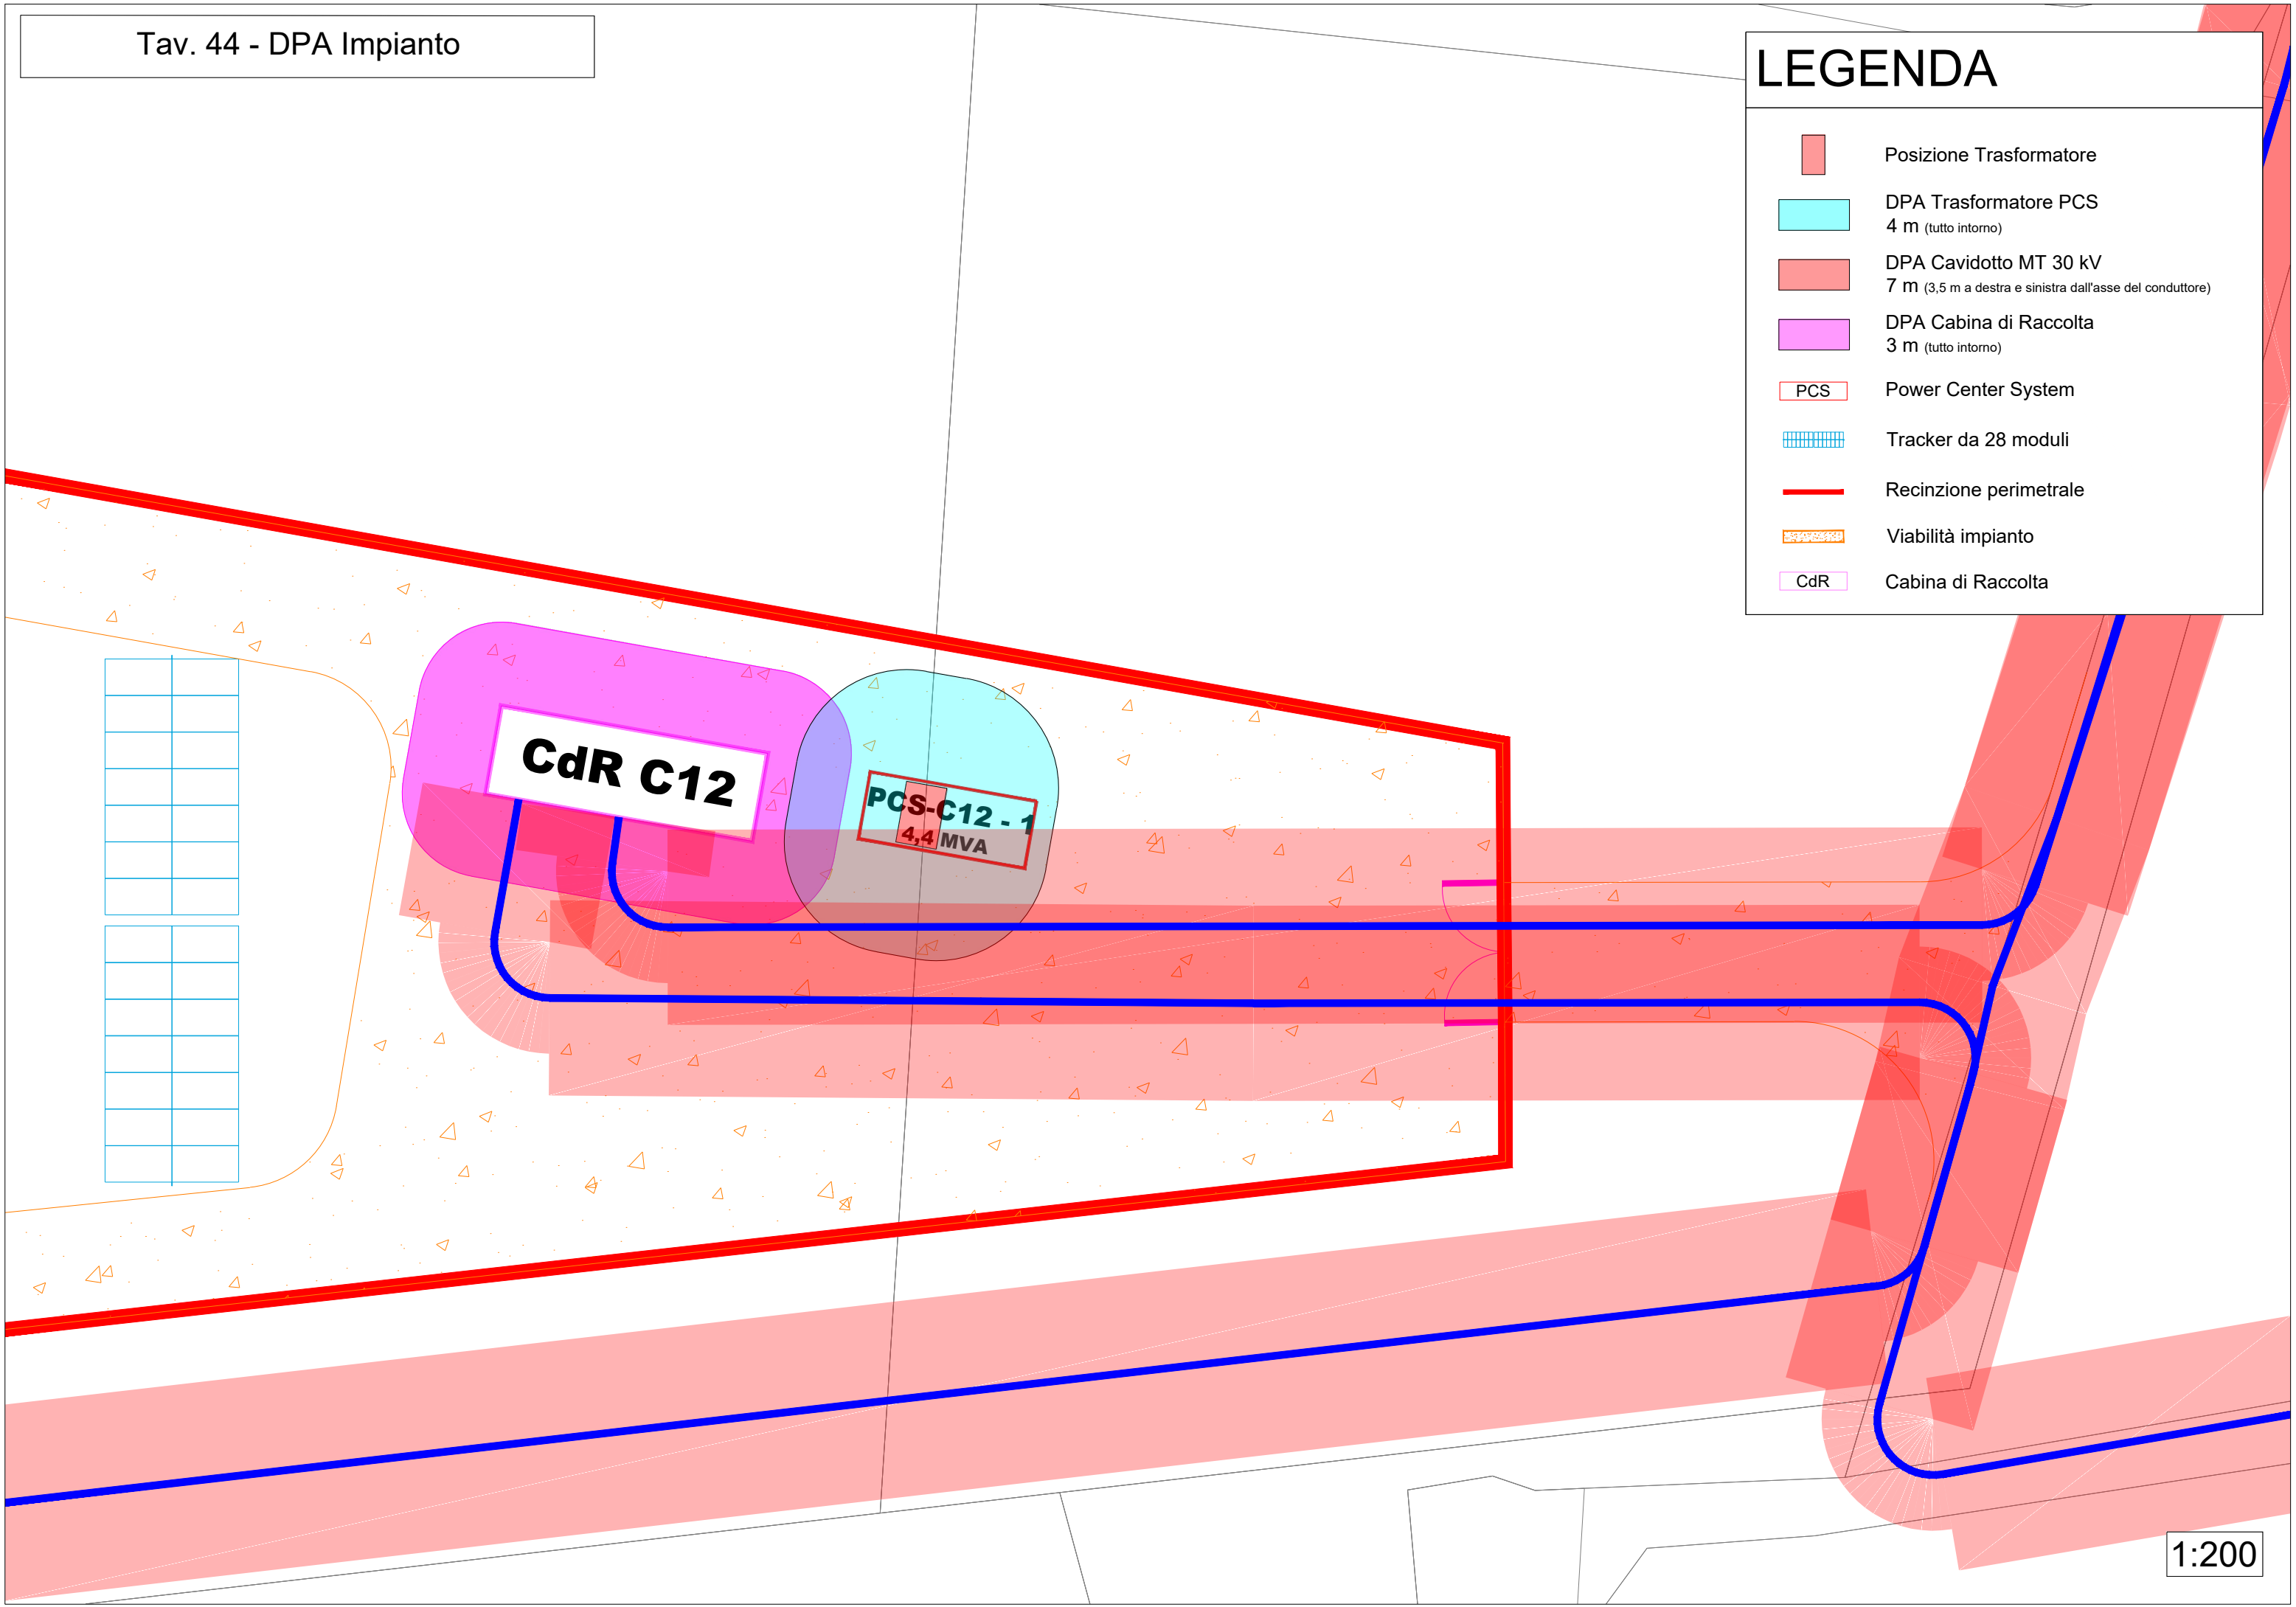 Tav. 44 - DPA Impianto
LEGENDA
Posizione Trasformatore
DPA Trasformatore PCS
4 m (tutto intorno)
DPA Cavidotto MT 30 kV
7 m (3,5 m a destra e sinistra dall'asse del conduttore)
DPA Cabina di Raccolta
3 m (tutto intorno)
PCS Power Center System
Tracker da 28 moduli
Recinzione perimetrale
Viabilità impianto
CdR Cabina di Raccolta
CdR C12
PCS-C12 - 1
4,4 MVA
1:200